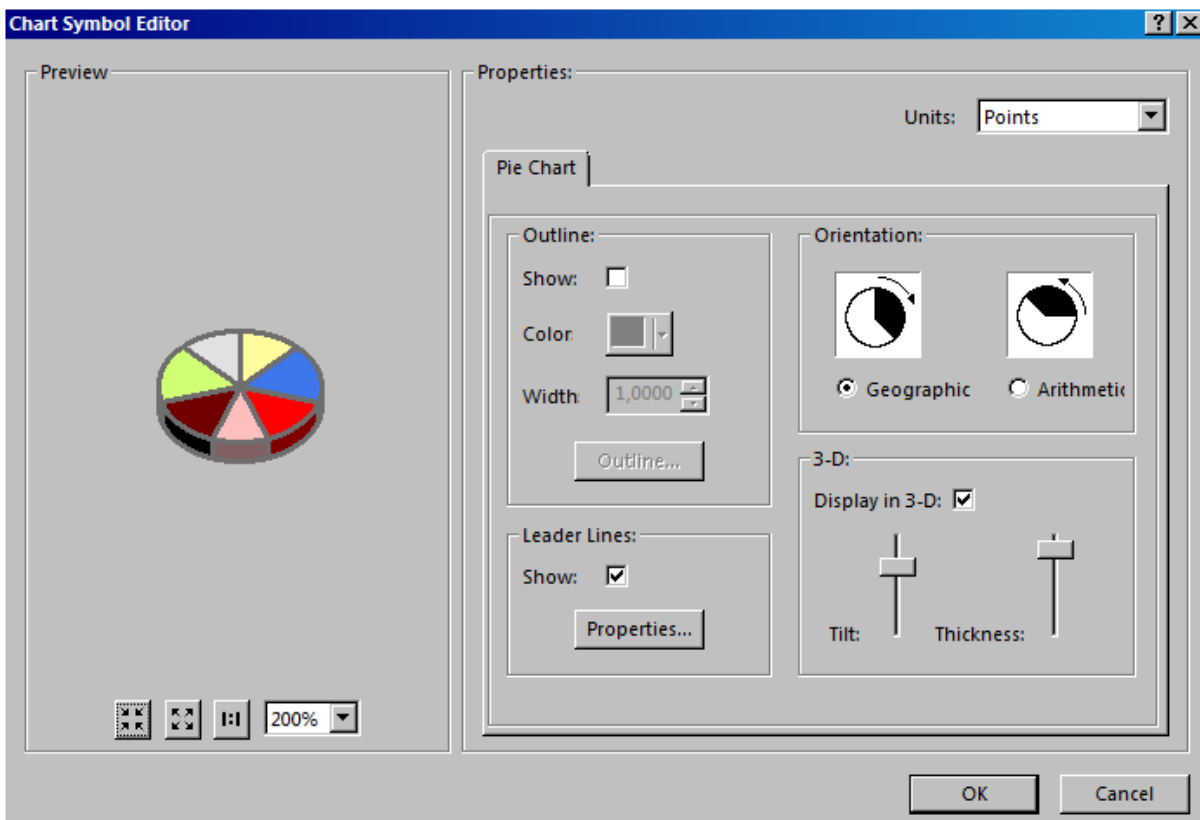 Chart Symbol Editor
Preview
Properties:
Units: Points
Pie Chart
Outline:
Show:
Color:
Width: 1,0000
Outline...
Orientation:
Geographic
Arithmetic
Leader Lines:
Show:
Properties...
3-D:
Display in 3-D:
Tilt:
Thickness:
1:1
200%
OK
Cancel